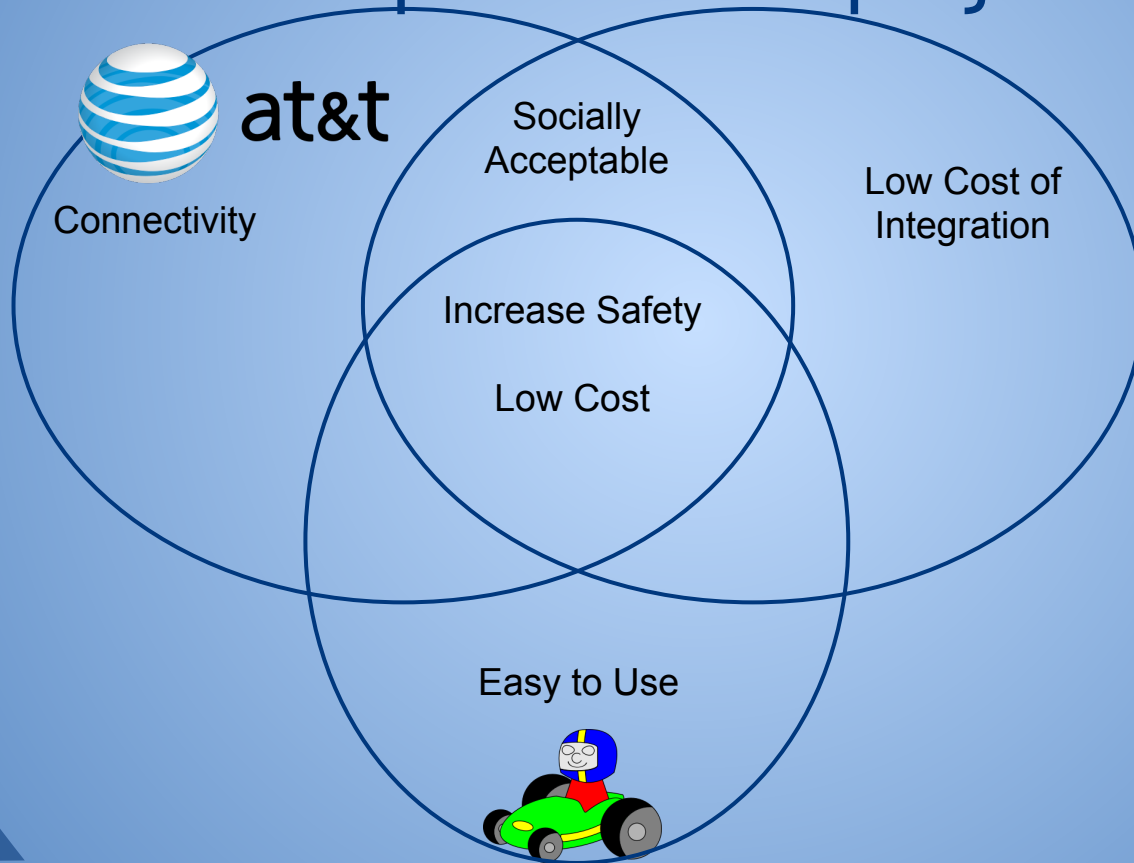 at&t
Socially
Acceptable
Low Cost of
Integration
Connectivity
Increase Safety
Low Cost
Easy to Use